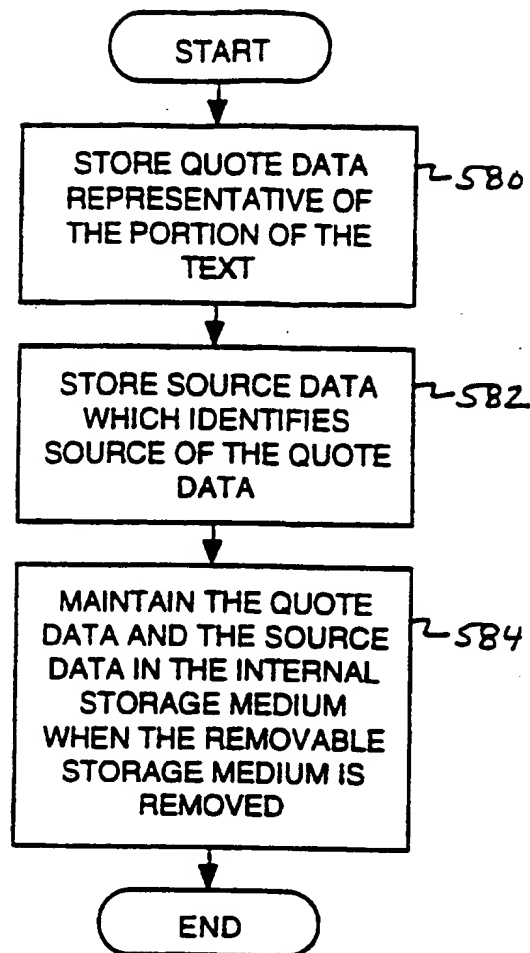 START
STORE QUOTE DATA
REPRESENTATIVE OF
THE PORTION OF THE
TEXT
580
STORE SOURCE DATA
WHICH IDENTIFIES
SOURCE OF THE QUOTE
DATA
582
MAINTAIN THE QUOTE
DATA AND THE SOURCE
DATA IN THE INTERNAL
STORAGE MEDIUM
WHEN THE REMOVABLE
STORAGE MEDIUM IS
REMOVED
584
END